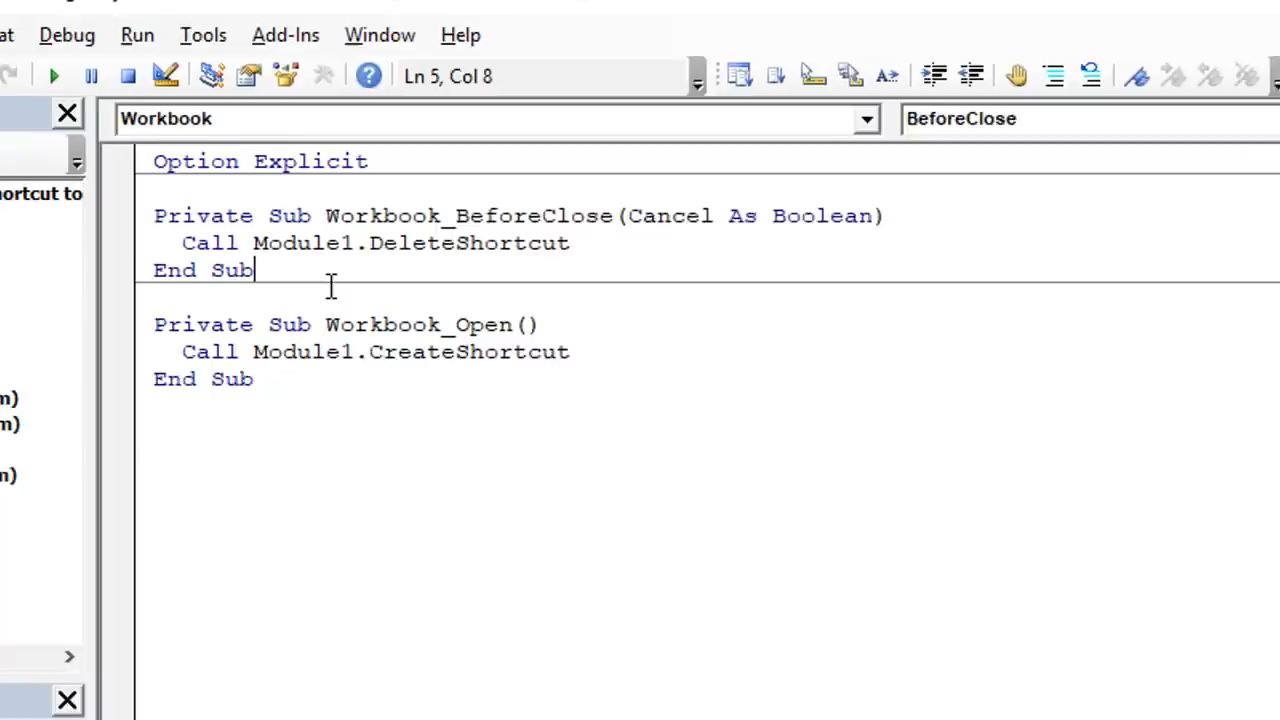 at Debug Run Tools Add-Ins Window Help
Ln 5, Col 8
Workbook BeforeClose
ortcut to
Option Explicit
Private Sub Workbook_BeforeClose(Cancel As Boolean)
Call Module1.DeleteShortcut
End Sub
Private Sub Workbook_Open()
Call Module1.CreateShortcut
End Sub
m)
m)
m)